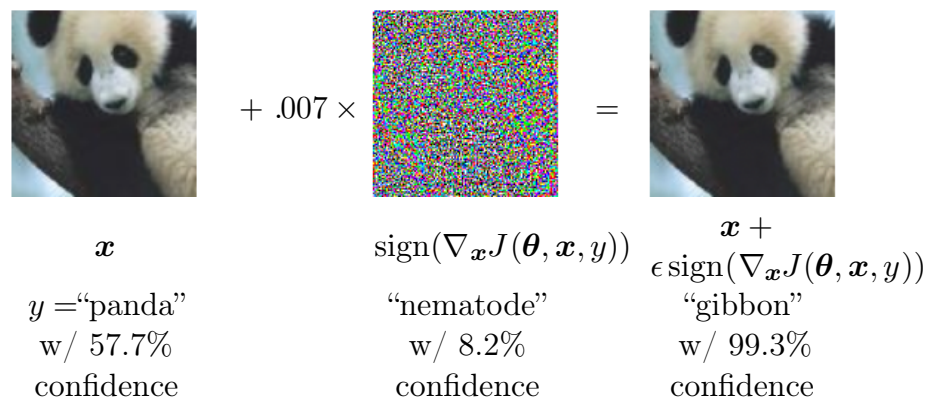 + .007 ×
=
x
sign(∇ₓJ(θ, x, y))
x +
ϵ sign(∇ₓJ(θ, x, y))
y =“panda”
w/ 57.7%
confidence
“nematode”
w/ 8.2%
confidence
“gibbon”
w/ 99.3%
confidence